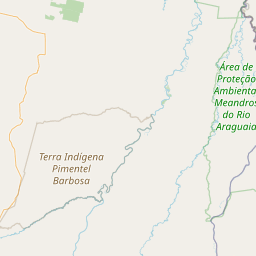 Área de
Proteção
Ambiental
Meandros
do Rio
Araguaia
Terra Indígena
Pimentel
Barbosa